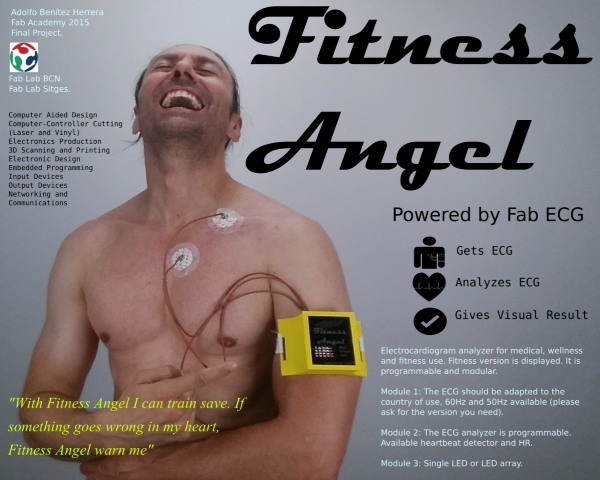 Adolfo Benítez Herrera
Fab Academy 2015
Final Project.
Fab Lab BCN
Fab Lab Sitges.
Computer Aided Design
Computer-Controller Cutting
(Laser and Vinyl)
Electronics Production
3D Scanning and Printing
Electronic Design
Embedded Programming
Input Devices
Output Devices
Networking and
Communications
Fitness
Angel
Powered by Fab ECG
Gets ECG
Analyzes ECG
Gives Visual Result
Fitness
Angel
Electrocardiogram analyzer for medical, wellness
and fitness use. Fitness version is displayed. It is
programmable and modular.
Module 1: The ECG should be adapted to the
country of use, 60Hz and 50Hz available (please
ask for the version you need).
Module 2: The ECG analyzer is programmable.
Available heartbeat detector and HR.
Module 3: Single LED or LED array.
"With Fitness Angel I can train save. If
something goes wrong in my heart,
Fitness Angel warn me"